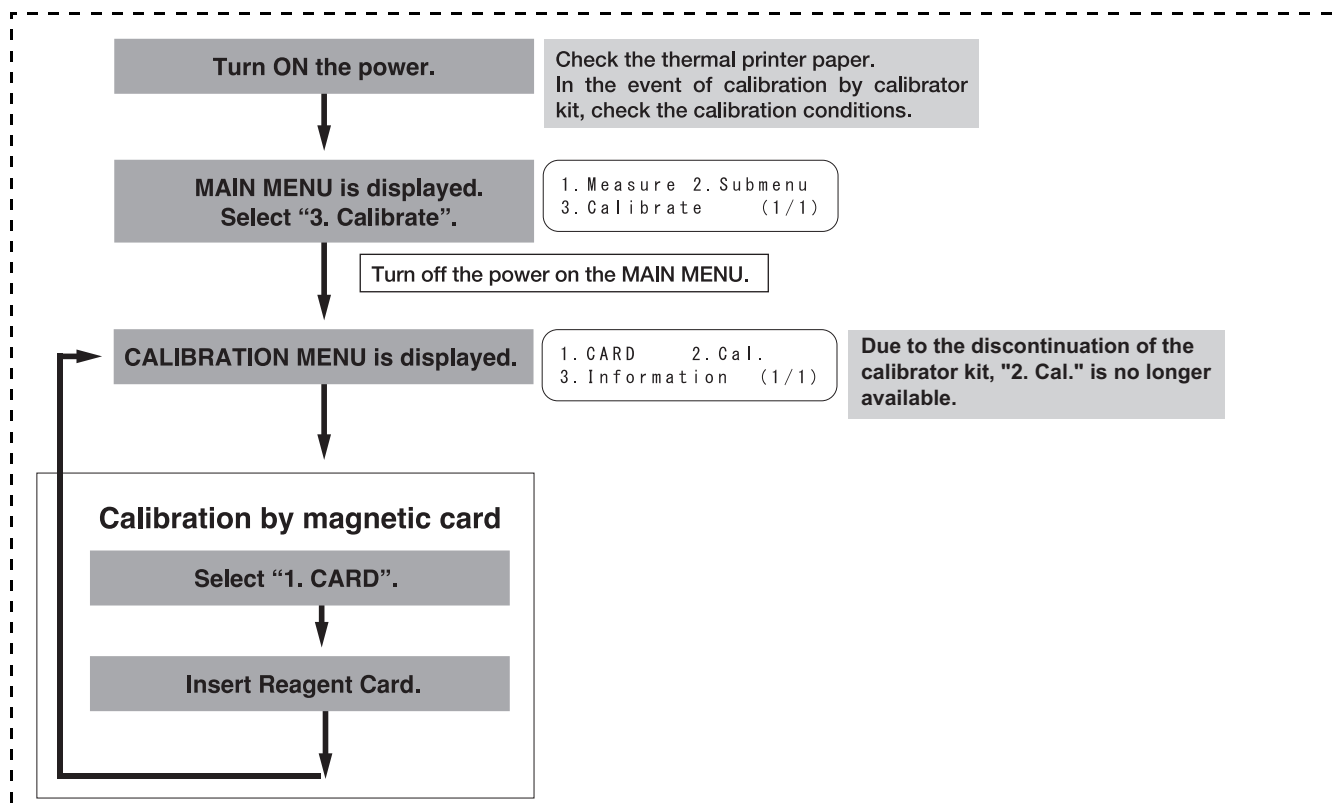 Turn ON the power.
Check the thermal printer paper.
In the event of calibration by calibrator
kit, check the calibration conditions.
MAIN MENU is displayed.
Select “3. Calibrate”.
1.Measure 2.Submenu
3.Calibrate (1/1)
Turn off the power on the MAIN MENU.
CALIBRATION MENU is displayed.
1.CARD 2.Cal.
3.Information (1/1)
Due to the discontinuation of the
calibrator kit, "2. Cal." is no longer
available.
Calibration by magnetic card
Select “1. CARD”.
Insert Reagent Card.